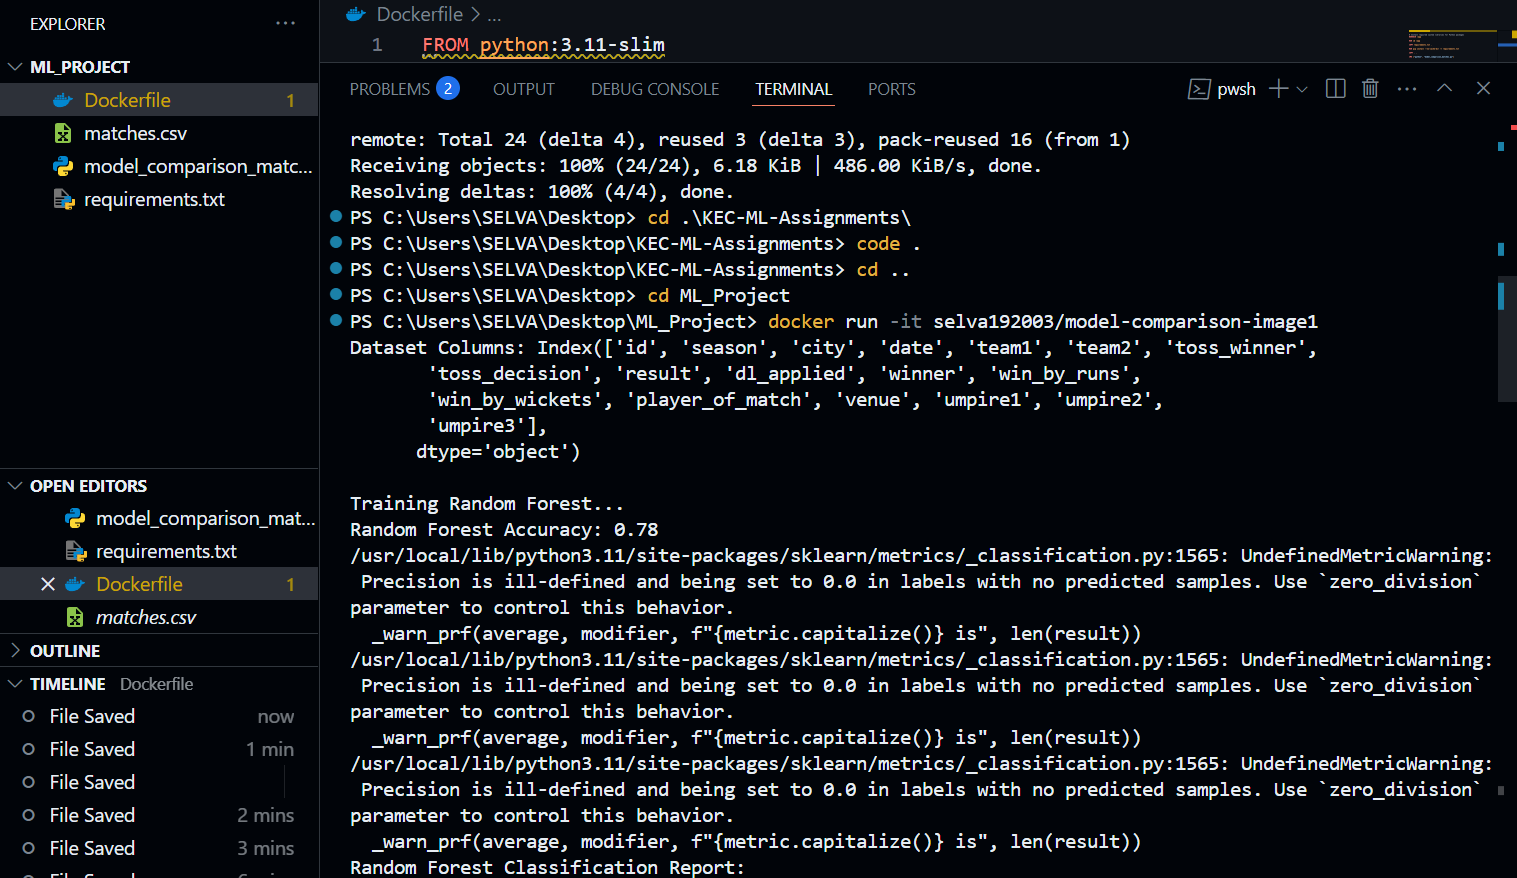 EXPLORER
ML_PROJECT
Dockerfile 1
matches.csv
model_comparison_matc...
requirements.txt
OPEN EDITORS
model_comparison_mat...
requirements.txt
Dockerfile 1
matches.csv
OUTLINE
TIMELINE Dockerfile
File Saved now
File Saved 1 min
File Saved
File Saved 2 mins
File Saved 3 mins
Dockerfile > ...
1 FROM python:3.11-slim
PROBLEMS 2 OUTPUT DEBUG CONSOLE TERMINAL PORTS pwsh
remote: Total 24 (delta 4), reused 3 (delta 3), pack-reused 16 (from 1)
Receiving objects: 100% (24/24), 6.18 KiB | 486.00 KiB/s, done.
Resolving deltas: 100% (4/4), done.
PS C:\Users\SELVA\Desktop> cd .\KEC-ML-Assignments\
PS C:\Users\SELVA\Desktop\KEC-ML-Assignments> code .
PS C:\Users\SELVA\Desktop\KEC-ML-Assignments> cd ..
PS C:\Users\SELVA\Desktop> cd ML_Project
PS C:\Users\SELVA\Desktop\ML_Project> docker run -it selva192003/model-comparison-image1
Dataset Columns: Index(['id', 'season', 'city', 'date', 'team1', 'team2', 'toss_winner',
'toss_decision', 'result', 'dl_applied', 'winner', 'win_by_runs',
'win_by_wickets', 'player_of_match', 'venue', 'umpire1', 'umpire2',
'umpire3'],
dtype='object')
Training Random Forest...
Random Forest Accuracy: 0.78
/usr/local/lib/python3.11/site-packages/sklearn/metrics/_classification.py:1565: UndefinedMetricWarning:
Precision is ill-defined and being set to 0.0 in labels with no predicted samples. Use `zero_division`
parameter to control this behavior.
_warn_prf(average, modifier, f"{metric.capitalize()} is", len(result))
/usr/local/lib/python3.11/site-packages/sklearn/metrics/_classification.py:1565: UndefinedMetricWarning:
Precision is ill-defined and being set to 0.0 in labels with no predicted samples. Use `zero_division`
parameter to control this behavior.
_warn_prf(average, modifier, f"{metric.capitalize()} is", len(result))
/usr/local/lib/python3.11/site-packages/sklearn/metrics/_classification.py:1565: UndefinedMetricWarning:
Precision is ill-defined and being set to 0.0 in labels with no predicted samples. Use `zero_division`
parameter to control this behavior.
_warn_prf(average, modifier, f"{metric.capitalize()} is", len(result))
Random Forest Classification Report: